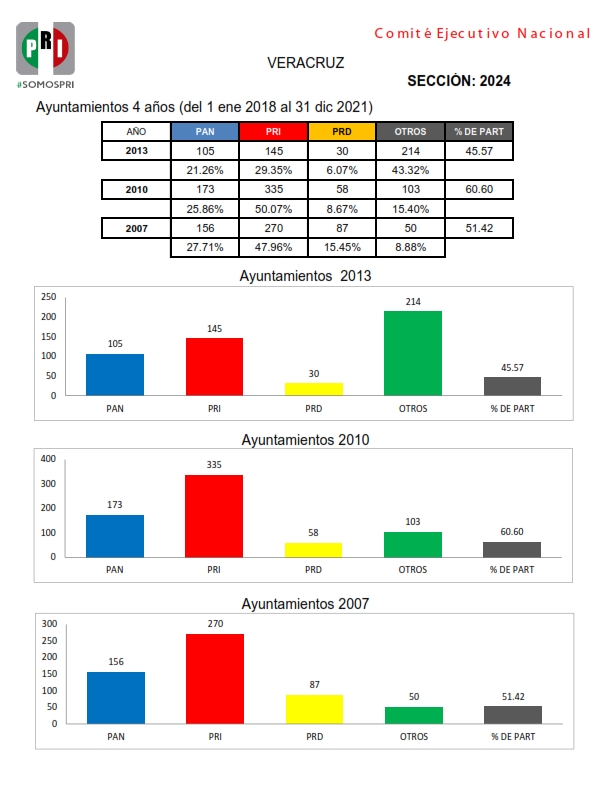 Comité Ejecutivo Nacional
PRI
#SOMOSPRI
VERACRUZ
SECCIÓN: 2024
Ayuntamientos 4 años (del 1 ene 2018 al 31 dic 2021)
AÑO PAN PRI PRD OTROS % DE PART
2013 105 145 30 214 45.57
21.26% 29.35% 6.07% 43.32%
2010 173 335 58 103 60.60
25.86% 50.07% 8.67% 15.40%
2007 156 270 87 50 51.42
27.71% 47.96% 15.45% 8.88%
Ayuntamientos 2013
250
200
150
100
50
0
105 145 30 214 45.57
PAN PRI PRD OTROS % DE PART
Ayuntamientos 2010
400
300
200
100
0
173 335 58 103 60.60
PAN PRI PRD OTROS % DE PART
Ayuntamientos 2007
300
250
200
150
100
50
0
156 270 87 50 51.42
PAN PRI PRD OTROS % DE PART